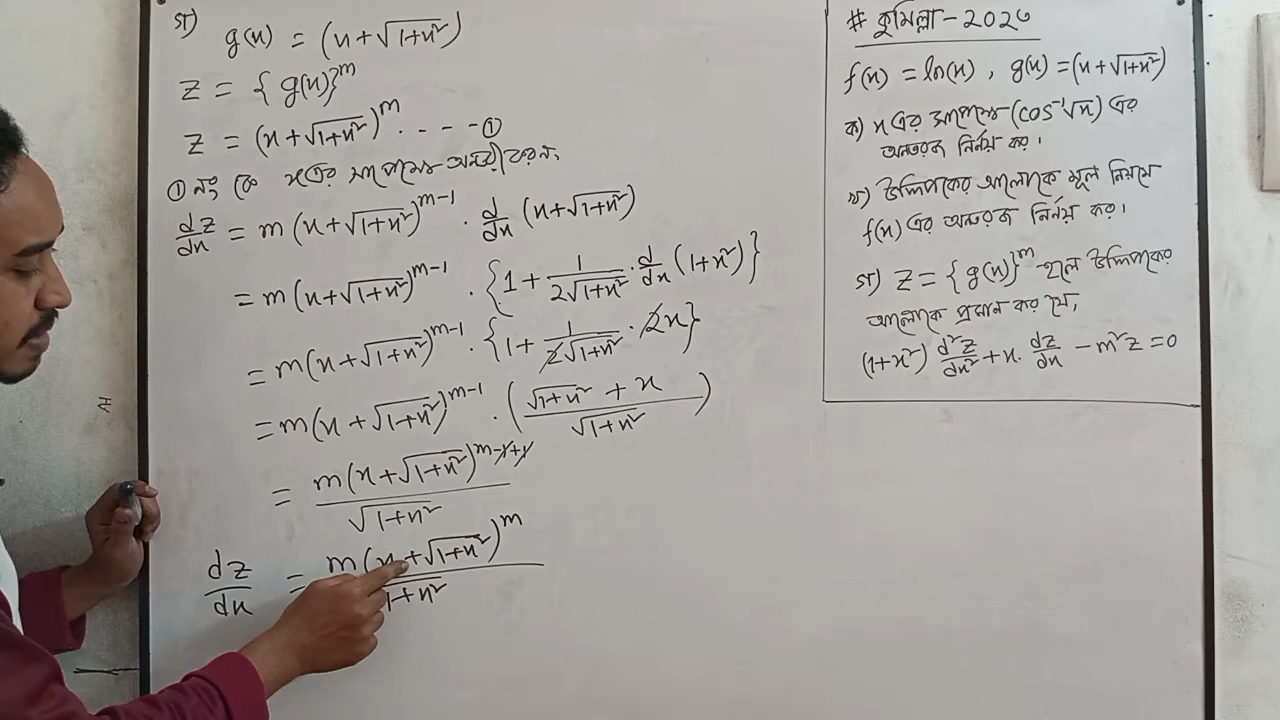 গ)
g(x) = (x+√1+x²)
z = {g(x)}^m
z = (x+√1+x²)^m - - - - ①
① নং কে x এর সাপেক্ষে অন্তরীকরণ,
dz/dx = m(x+√1+x²)^m-1 · d/dx (x+√1+x²)
= m(x+√1+x²)^m-1 · {1 + 1/2√1+x² · d/dx (1+x²)}
= m(x+√1+x²)^m-1 · {1 + 1/2√1+x² · 2x}
= m(x+√1+x²)^m-1 · (√1+x² + x / √1+x²)
= m(x+√1+x²)^m-1+1 / √1+x²
dz/dx = m(x+√1+x²)^m / 1+x²
# কুমিল্লা - ২০২৩
f(x) = ln(x), g(x) = (x+√1+x²)
ক) x এর সাপেক্ষে (cos⁻¹√x) এর
অন্তরজ নির্ণয় কর।
খ) উদ্দিপকের আলোকে মূল নিয়মে
f(x) এর অন্তরজ নির্ণয় কর।
গ) z = {g(x)}^m হলে উদ্দিপকের
আলোকে প্রমান কর যে,
(1+x²) d²z/dx² + x · dz/dx - m²z = 0